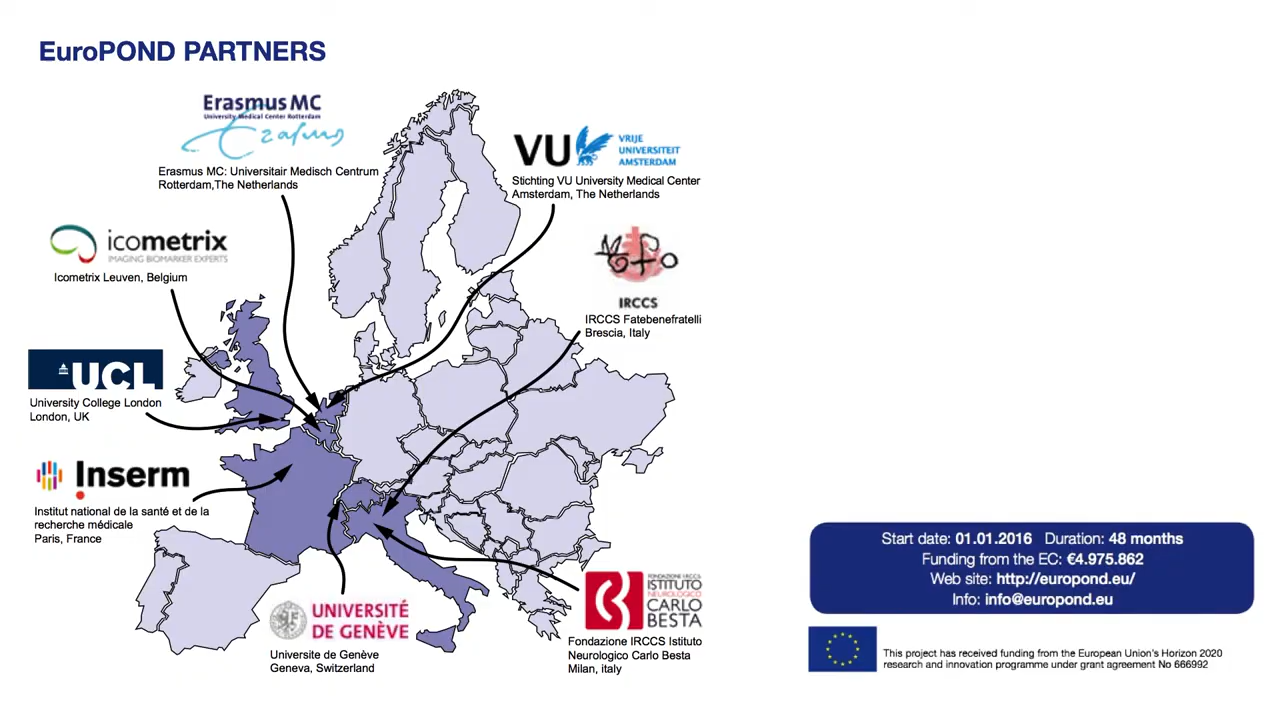 EuroPOND PARTNERS
Erasmus MC
University Medical Center Rotterdam
Erasmus
Erasmus MC: Universitair Medisch Centrum
Rotterdam,The Netherlands
VU VRIJE
UNIVERSITEIT
AMSTERDAM
Stichting VU University Medical Center
Amsterdam, The Netherlands
icometrix
IMAGING BIOMARKER EXPERTS
Icometrix Leuven, Belgium
IRCCS
IRCCS Fatebenefratelli
Brescia, Italy
UCL
University College London
London, UK
Inserm
Institut national de la santé et de la
recherche médicale
Paris, France
UNIVERSITÉ
DE GENÈVE
Universite de Genève
Geneva, Switzerland
FONDAZIONE I.R.C.C.S.
ISTITUTO
NEUROLOGICO
CARLO
BESTA
Fondazione IRCCS Istituto
Neurologico Carlo Besta
Milan, italy
Start date: 01.01.2016 Duration: 48 months
Funding from the EC: €4.975.862
Web site: http://europond.eu/
Info: info@europond.eu
This project has received funding from the European Union's Horizon 2020
research and innovation programme under grant agreement No 666992